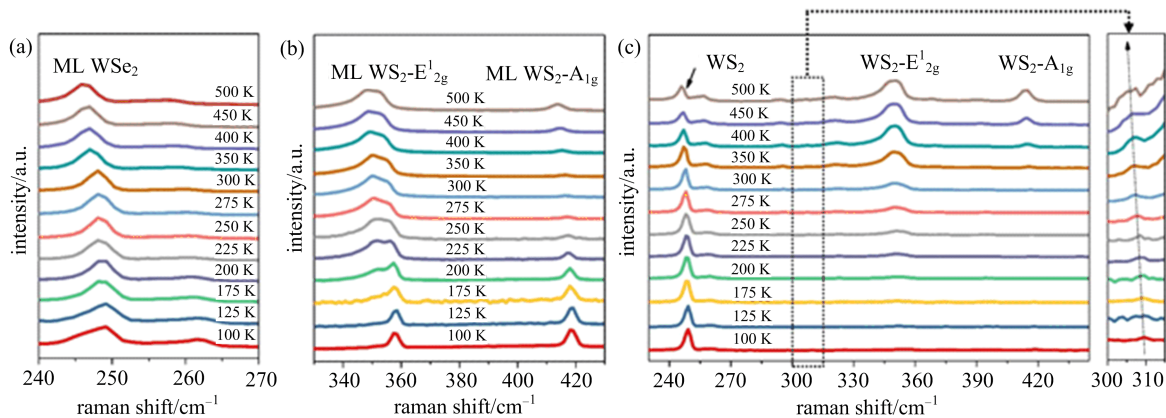 (a)
ML WSe2
500 K
450 K
400 K
350 K
300 K
275 K
250 K
225 K
200 K
175 K
125 K
100 K
intensity/a.u.
240 250 260 270
raman shift/cm–1
(b)
ML WS2-E12g
ML WS2-A1g
500 K
450 K
400 K
350 K
300 K
275 K
250 K
225 K
200 K
175 K
125 K
100 K
intensity/a.u.
340 360 380 400 420
raman shift/cm–1
(c)
WS2
WS2-E12g
WS2-A1g
500 K
450 K
400 K
350 K
300 K
275 K
250 K
225 K
200 K
175 K
125 K
100 K
intensity/a.u.
240 270 300 330 360 390 420
300 310
raman shift/cm–1